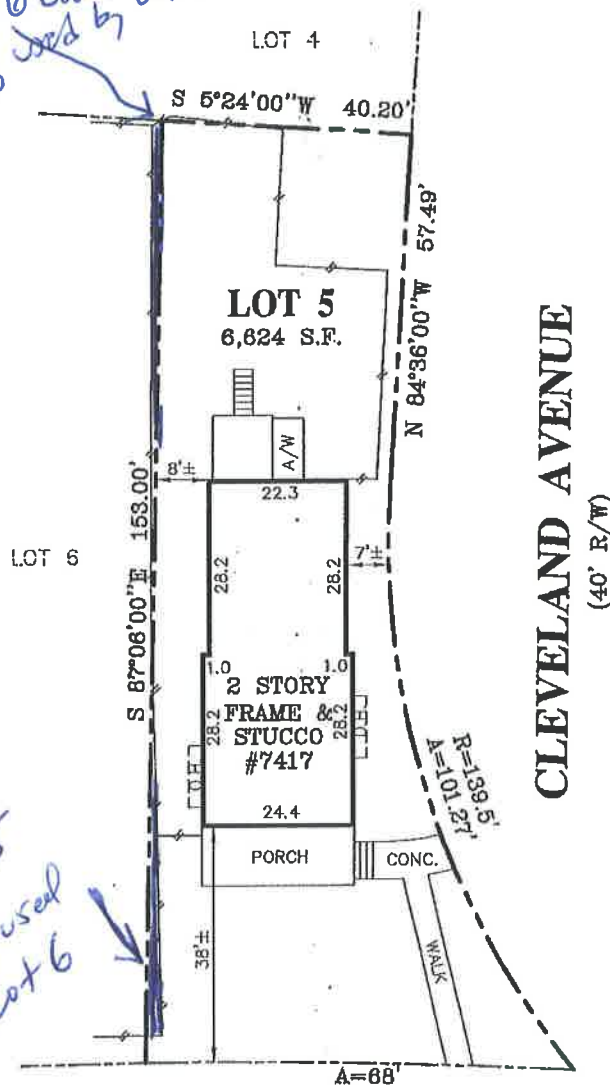 used by
LOT 4
S 5°24'00"W 40.20'
N 84°36'00"W 57.49'
LOT 5
6,624 S.F.
A/W
8'±
22.3
7'±
LOT 6
S 87°08'00"E 153.00'
28.2
28.2
CLEVELAND AVENUE
(40' R/W)
1.0
1.0
2 STORY
FRAME &
STUCCO
#7417
28.2
28.2
O.H.
O.H.
R=139.5'
A=101.27'
24.4
PORCH
CONC.
used
Lot 6
38'±
WALK
A=68'